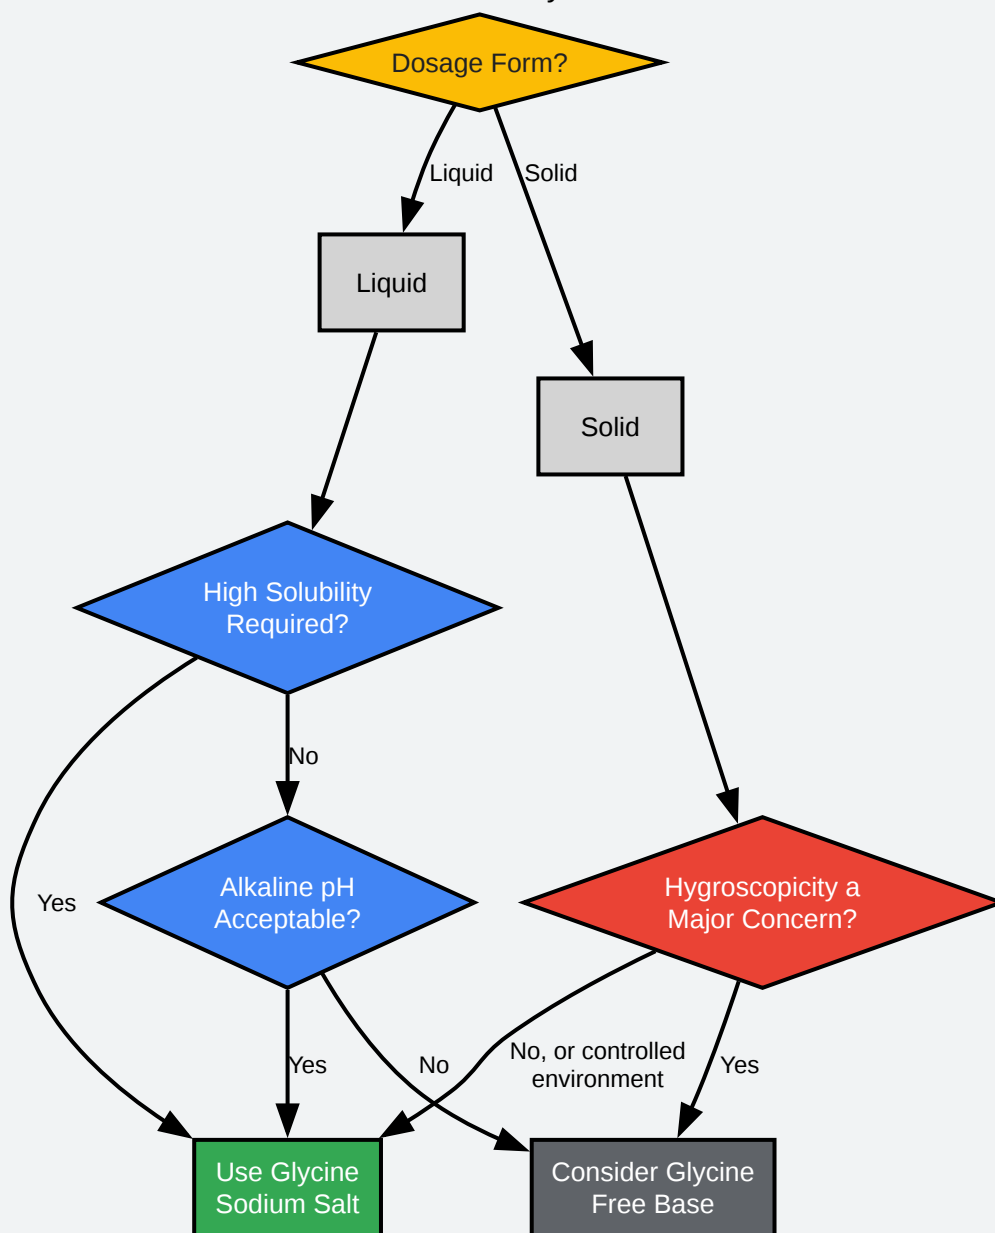 Dosage Form?
Liquid
Solid
Liquid
Solid
High Solubility
Required?
No
Yes
Alkaline pH
Acceptable?
Hygroscopicity a
Major Concern?
Yes
No
No, or controlled
environment
Yes
Use Glycine
Sodium Salt
Consider Glycine
Free Base